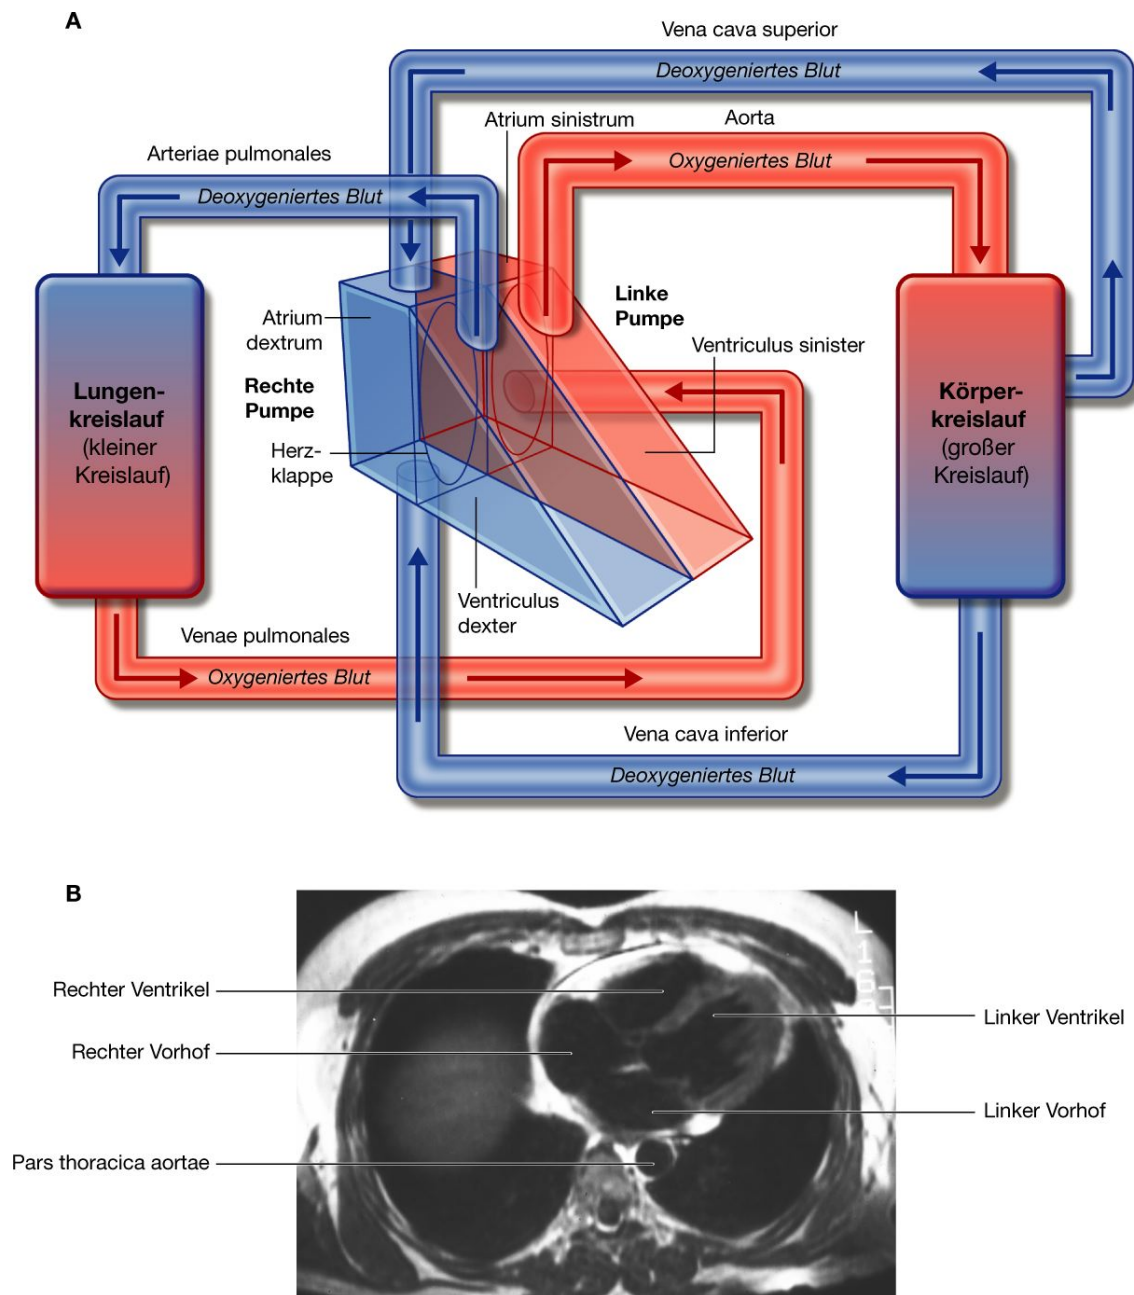 A
Vena cava superior
Deoxygeniertes Blut
Atrium sinistrum
Aorta
Arteriae pulmonales
Oxygeniertes Blut
Deoxygeniertes Blut
Linke
Pumpe
Atrium
dextrum
Ventriculus sinister
Rechte
Pumpe
Lungen-
kreislauf
(kleiner
Kreislauf)
Körper-
kreislauf
(großer
Kreislauf)
Herz-
klappe
Ventriculus
dexter
Venae pulmonales
Oxygeniertes Blut
Vena cava inferior
Deoxygeniertes Blut
B
Rechter Ventrikel
Linker Ventrikel
Rechter Vorhof
Linker Vorhof
Pars thoracica aortae